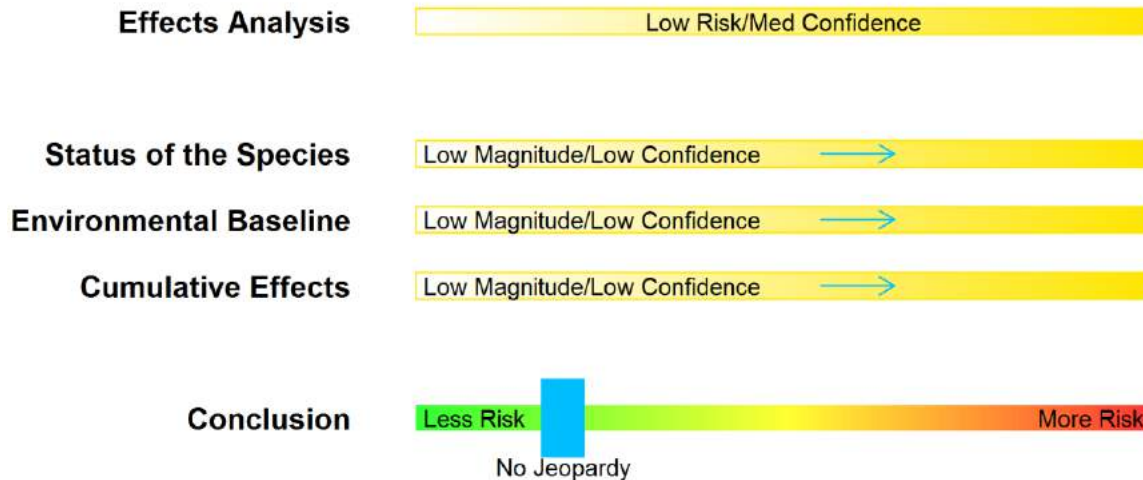 Effects Analysis Low Risk/Med Confidence
Status of the Species Low Magnitude/Low Confidence
Environmental Baseline Low Magnitude/Low Confidence
Cumulative Effects Low Magnitude/Low Confidence
Conclusion Less Risk More Risk
No Jeopardy